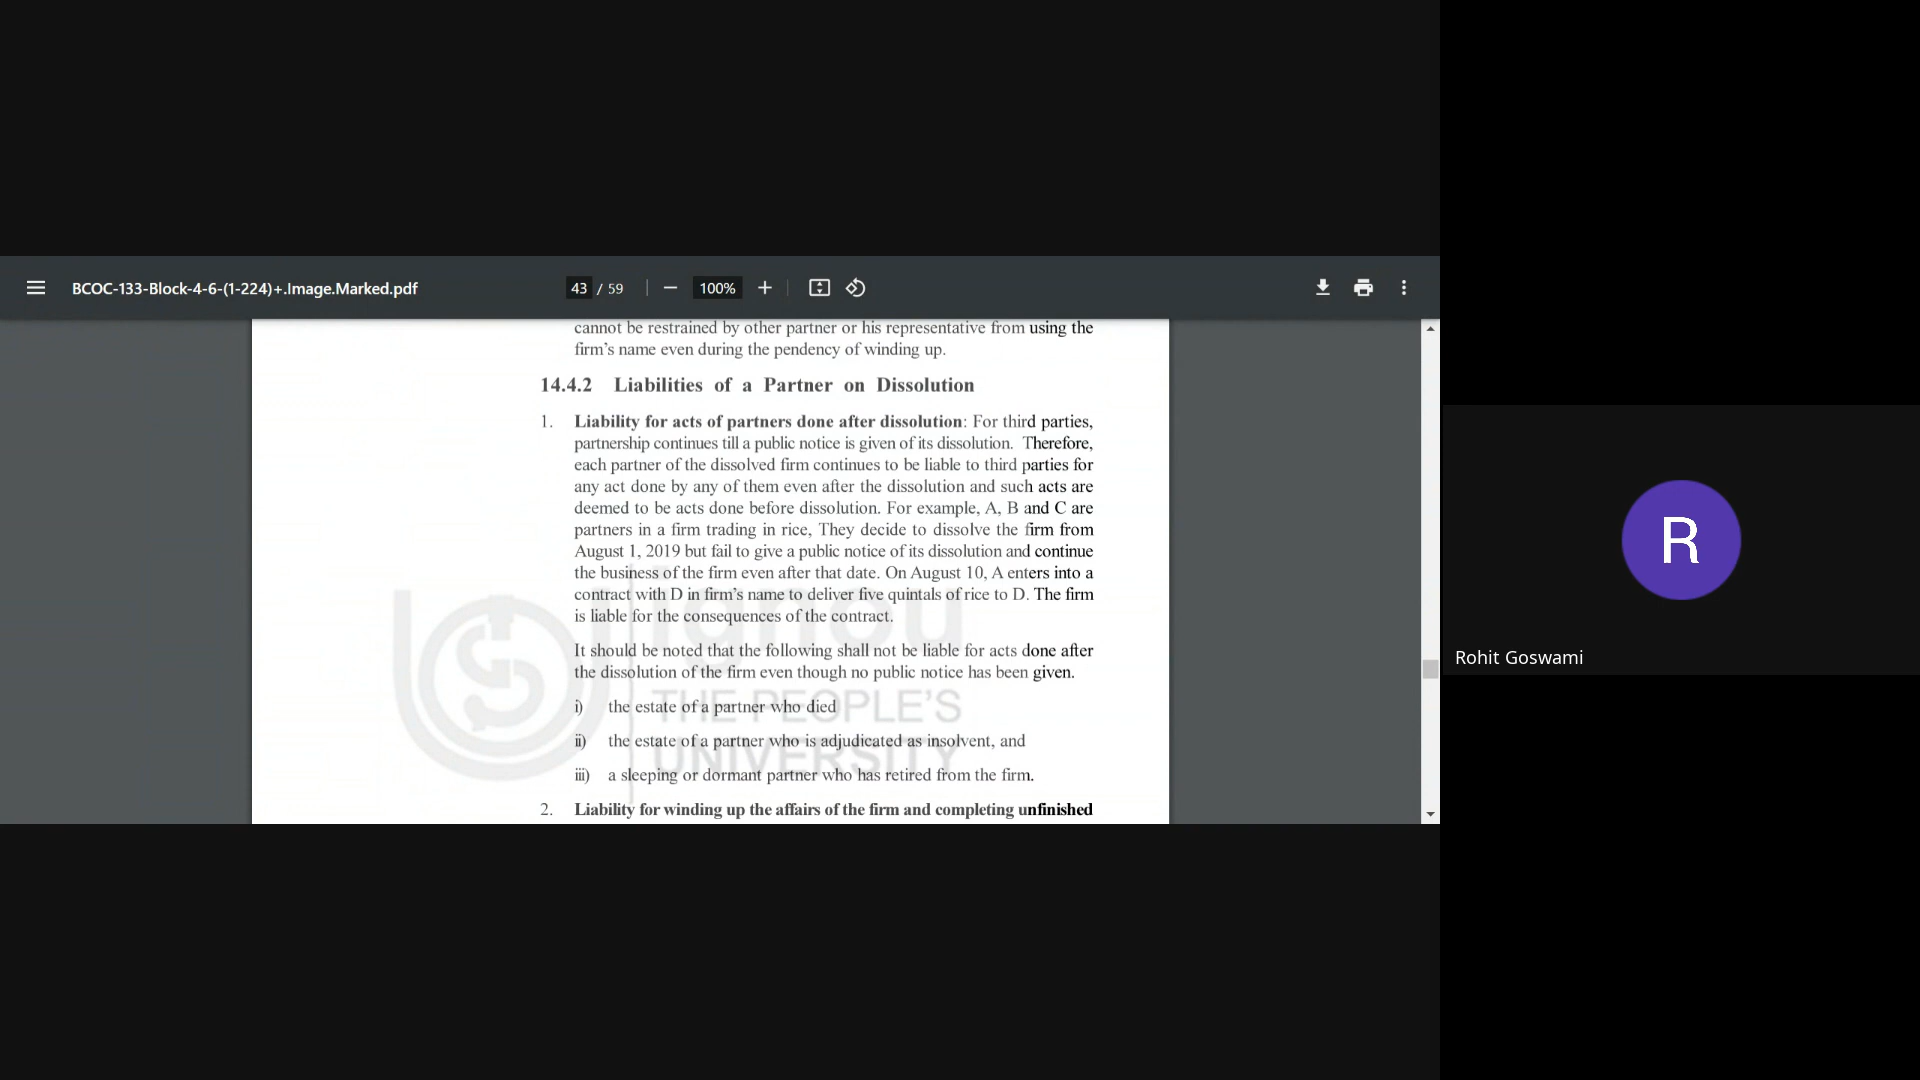 BCOC-133-Block-4-6-(1-224)+.Image.Marked.pdf
43 / 59
100%
cannot be restrained by other partner or his representative from using the
firm's name even during the pendency of winding up.
14.4.2 Liabilities of a Partner on Dissolution
1. Liability for acts of partners done after dissolution: For third parties,
partnership continues till a public notice is given of its dissolution. Therefore,
each partner of the dissolved firm continues to be liable to third parties for
any act done by any of them even after the dissolution and such acts are
deemed to be acts done before dissolution. For example, A, B and C are
partners in a firm trading in rice, They decide to dissolve the firm from
August 1, 2019 but fail to give a public notice of its dissolution and continue
the business of the firm even after that date. On August 10, A enters into a
contract with D in firm's name to deliver five quintals of rice to D. The firm
is liable for the consequences of the contract.
It should be noted that the following shall not be liable for acts done after
the dissolution of the firm even though no public notice has been given.
i) the estate of a partner who died
ii) the estate of a partner who is adjudicated as insolvent, and
iii) a sleeping or dormant partner who has retired from the firm.
2. Liability for winding up the affairs of the firm and completing unfinished
ignou
THE PEOPLE'S
UNIVERSITY
R
Rohit Goswami